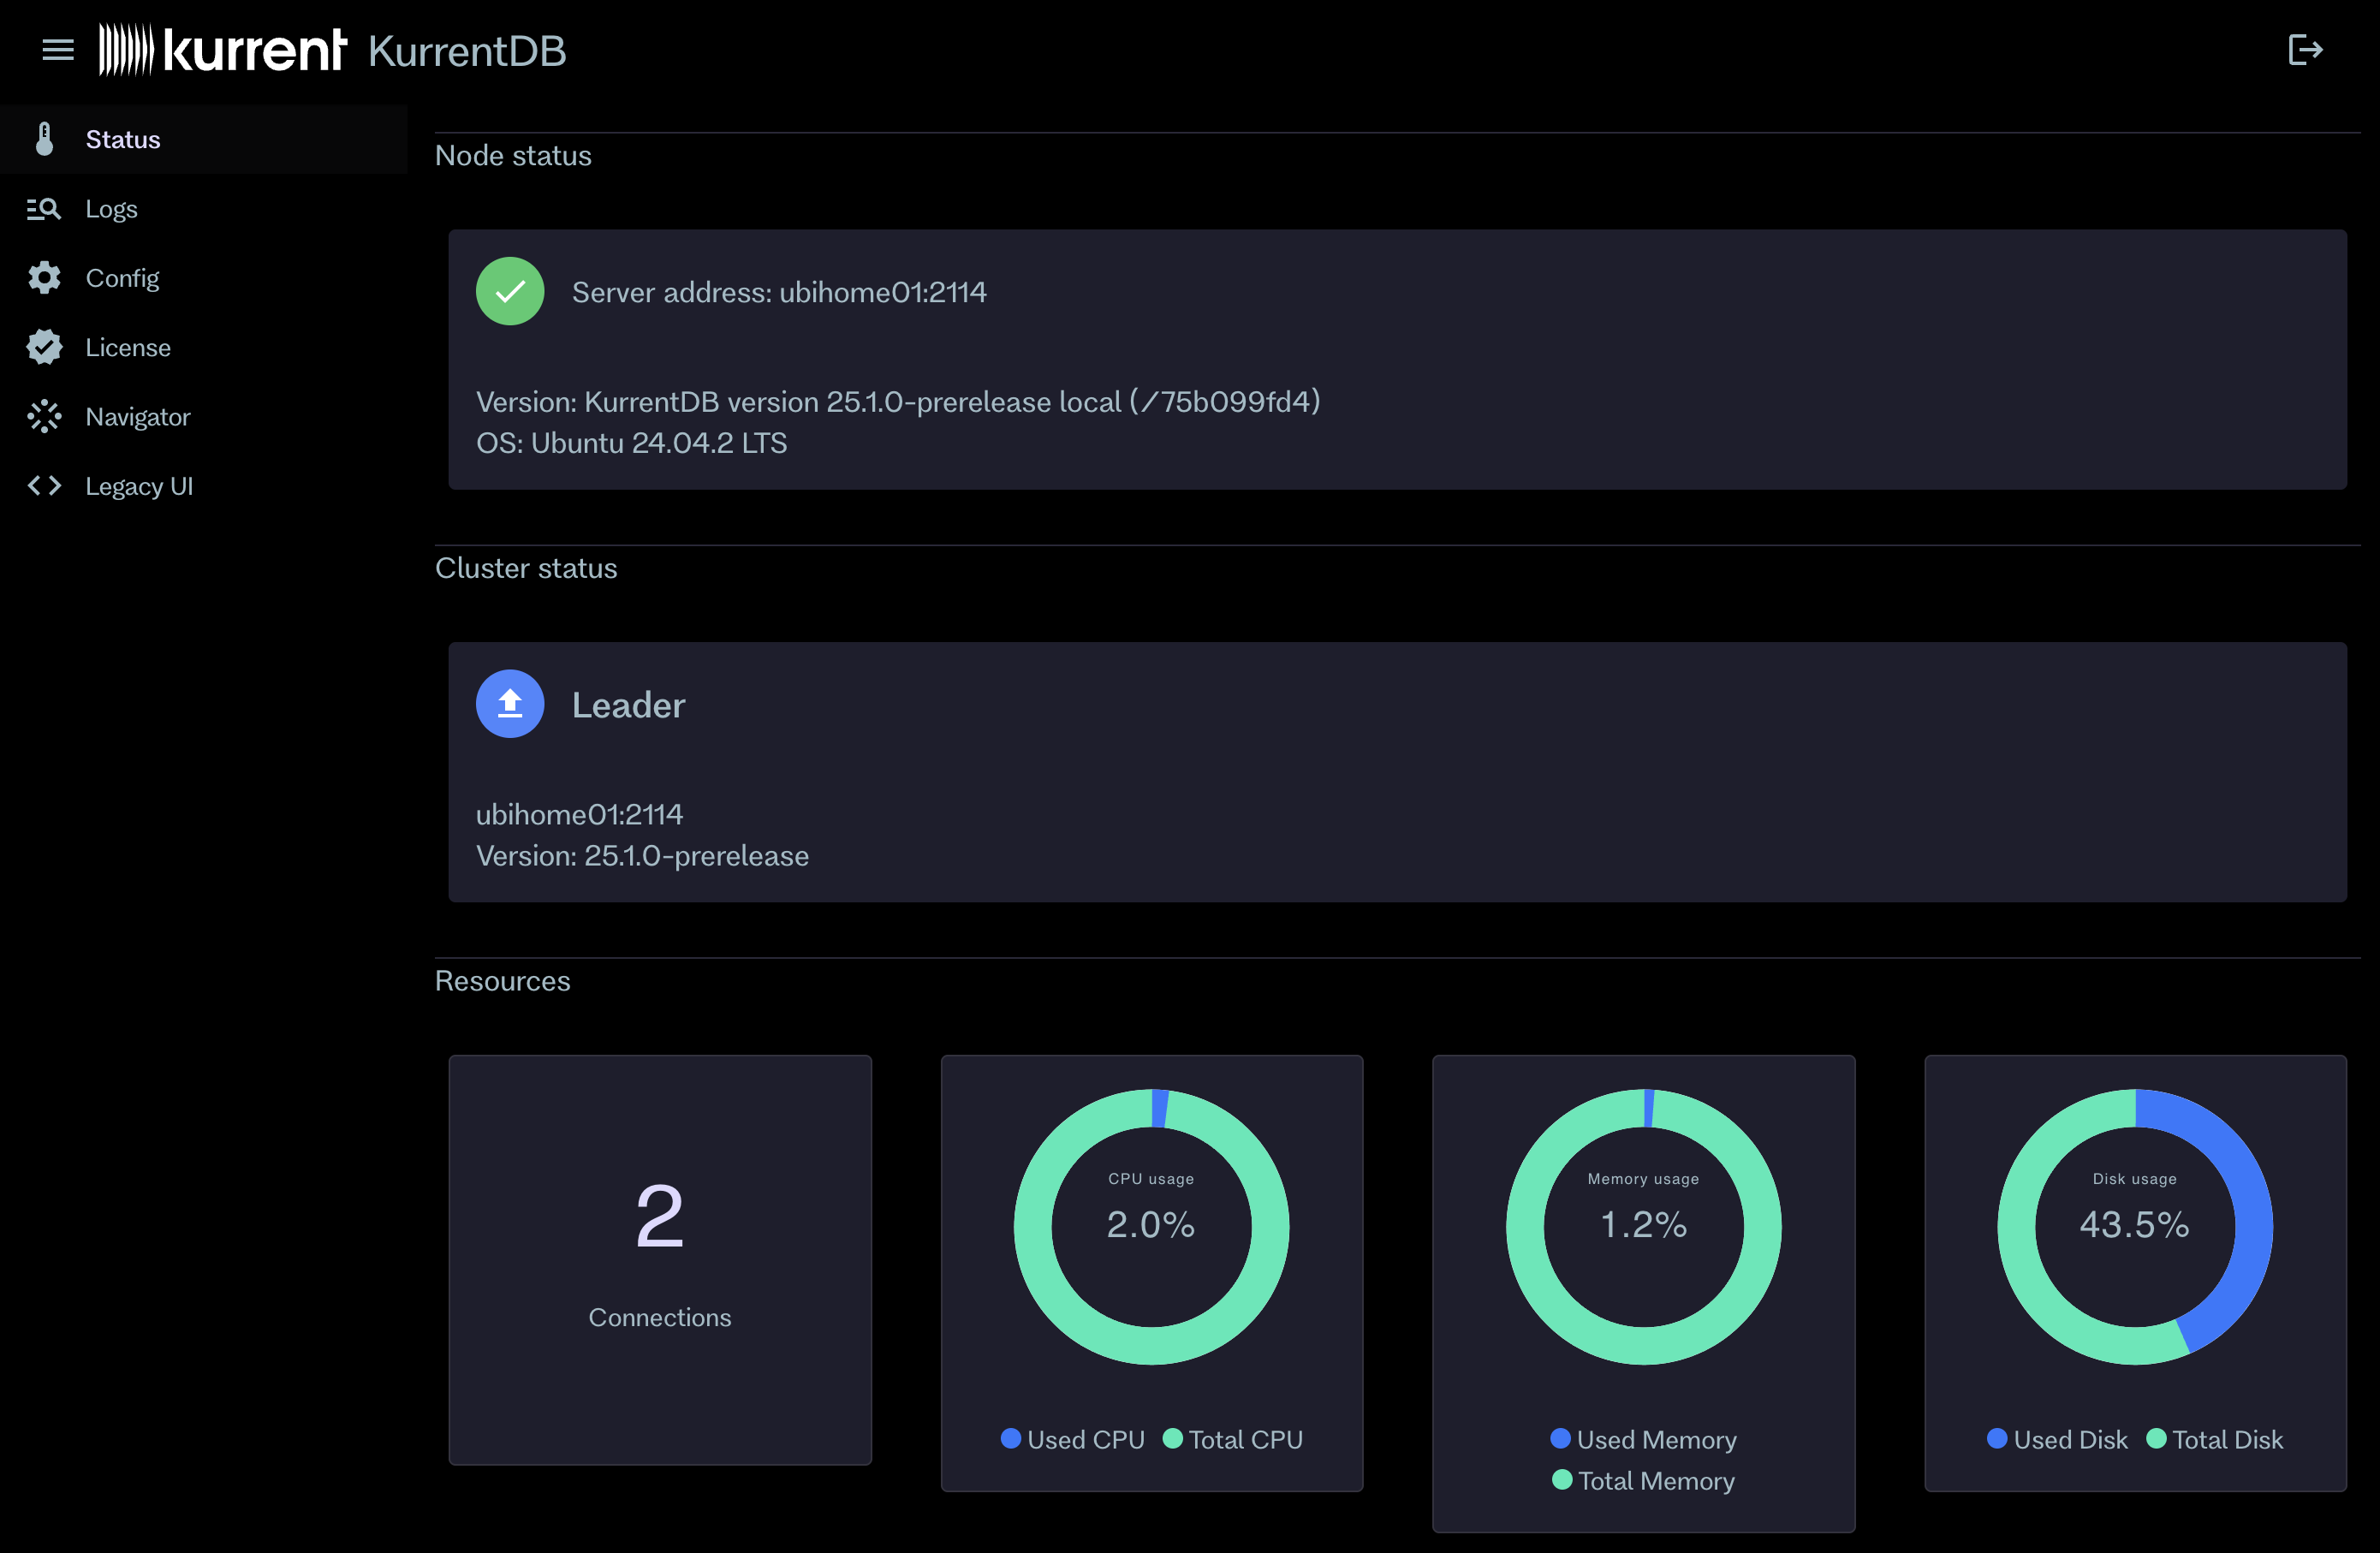 kurrent KurrentDB
Status
Logs
Config
License
Navigator
Legacy UI
Node status
Server address: ubihome01:2114
Version: KurrentDB version 25.1.0-prerelease local (/75b099fd4)
OS: Ubuntu 24.04.2 LTS
Cluster status
Leader
ubihome01:2114
Version: 25.1.0-prerelease
Resources
2
Connections
CPU usage
2.0%
Used CPU Total CPU
Memory usage
1.2%
Used Memory
Total Memory
Disk usage
43.5%
Used Disk Total Disk